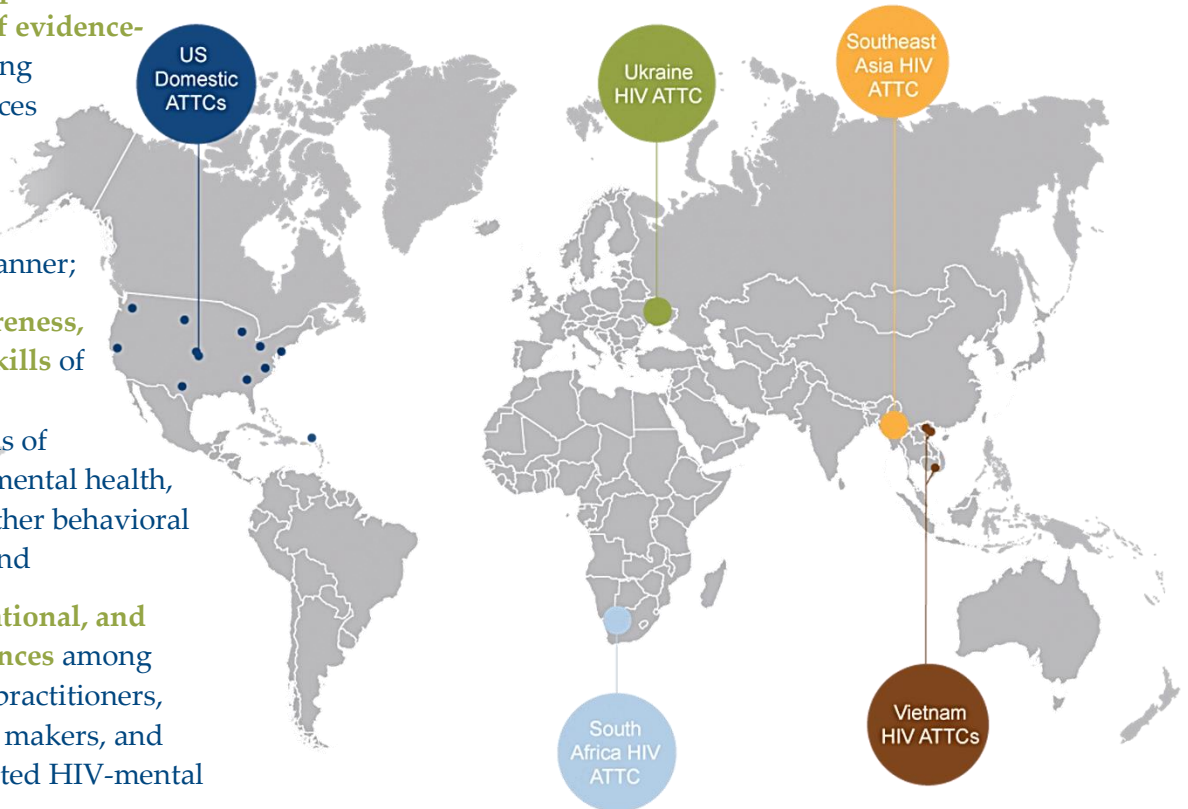 f evidence-
ng
ces
anner;
reness,
kills of
s of
mental health,
ther behavioral
nd
ational, and
nces among
practitioners,
makers, and
ted HIV-mental
US
Domestic
ATTCs
Ukraine
HIV ATTC
Southeast
Asia HIV
ATTC
South
Africa HIV
ATTC
Vietnam
HIV ATTCs